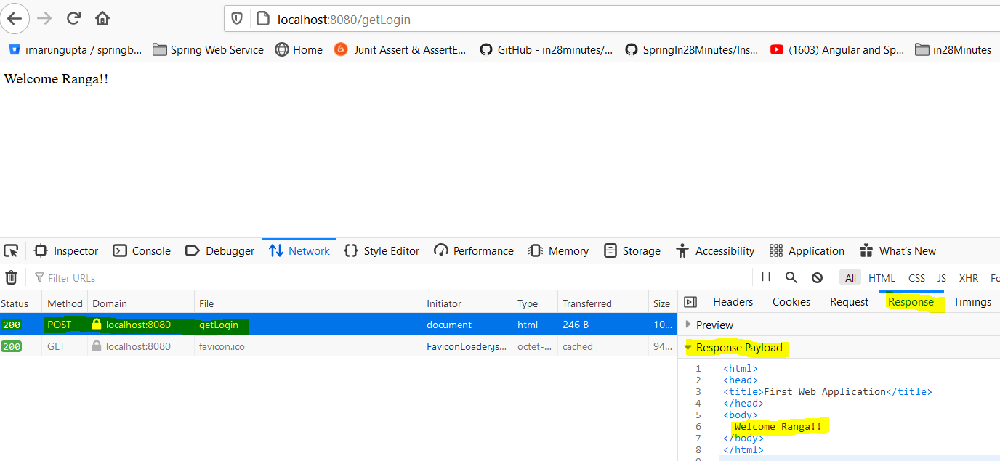 localhost:8080/getLogin
imarungupta / springb... Spring Web Service Home Junit Assert & AssertE... GitHub - in28minutes/... SpringIn28Minutes/Ins... (1603) Angular and Sp... in28Minutes
Welcome Ranga!!
Inspector Console Debugger Network Style Editor Performance Memory Storage Accessibility Application What's New
Filter URLs All HTML CSS JS XHR Fo
Status Method Domain File Initiator Type Transferred Size Headers Cookies Request Response Timings
200 POST localhost:8080 getLogin document html 246 B 10... Preview
200 GET localhost:8080 favicon.ico FaviconLoader.js... octet-... cached 94... Response Payload
1 <html>
2 <head>
3 <title>First Web Application</title>
4 </head>
5 <body>
6 Welcome Ranga!!
7 </body>
8 </html>
9